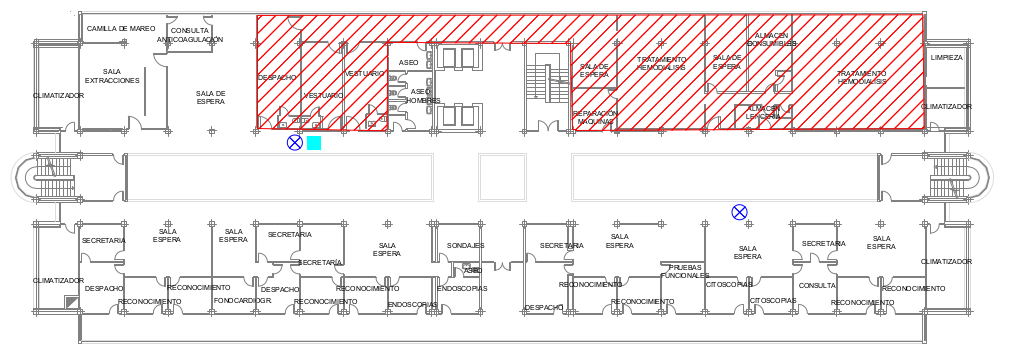 CAMILLA DE MAREO
CONSULTA
ANTICOAGULACIÓN
SALA
EXTRACCIONES
SALA DE
ESPERA
CLIMATIZADOR
DESPACHO
VESTUARIO
VESTUARIO
ASEO
ASEO
HOMBRES
SALA DE
ESPERA
REPARACIÓN
MAQUINAS
TRATAMIENTO
HEMODIALISIS
SALA DE
ESPERA
ALMACEN
CONSUMIBLES
ALMACEN
LENCERIA
TRATAMIENTO
HEMODIALISIS
LIMPIEZA
CLIMATIZADOR
SECRETARIA
SALA
ESPERA
SALA
ESPERA
SECRETARIA
SECRETARIA
SALA
ESPERA
SONDAJES
ASEO
SECRETARIA
SALA
ESPERA
PRUEBAS
FUNCIONALES
SALA
ESPERA
SECRETARIA
SALA
ESPERA
CLIMATIZADOR
CLIMATIZADOR
DESPACHO
RECONOCIMIENTO
RECONOCIMIENTO
FONOCARDIOGR.
DESPACHO
RECONOCIMIENTO
RECONOCIMIENTO
ENDOSCOPIAS
ENDOSCOPIAS
DESPACHO
RECONOCIMIENTO
RECONOCIMIENTO
CITOSCOPIAS
CITOSCOPIAS
CONSULTA
RECONOCIMIENTO
RECONOCIMIENTO